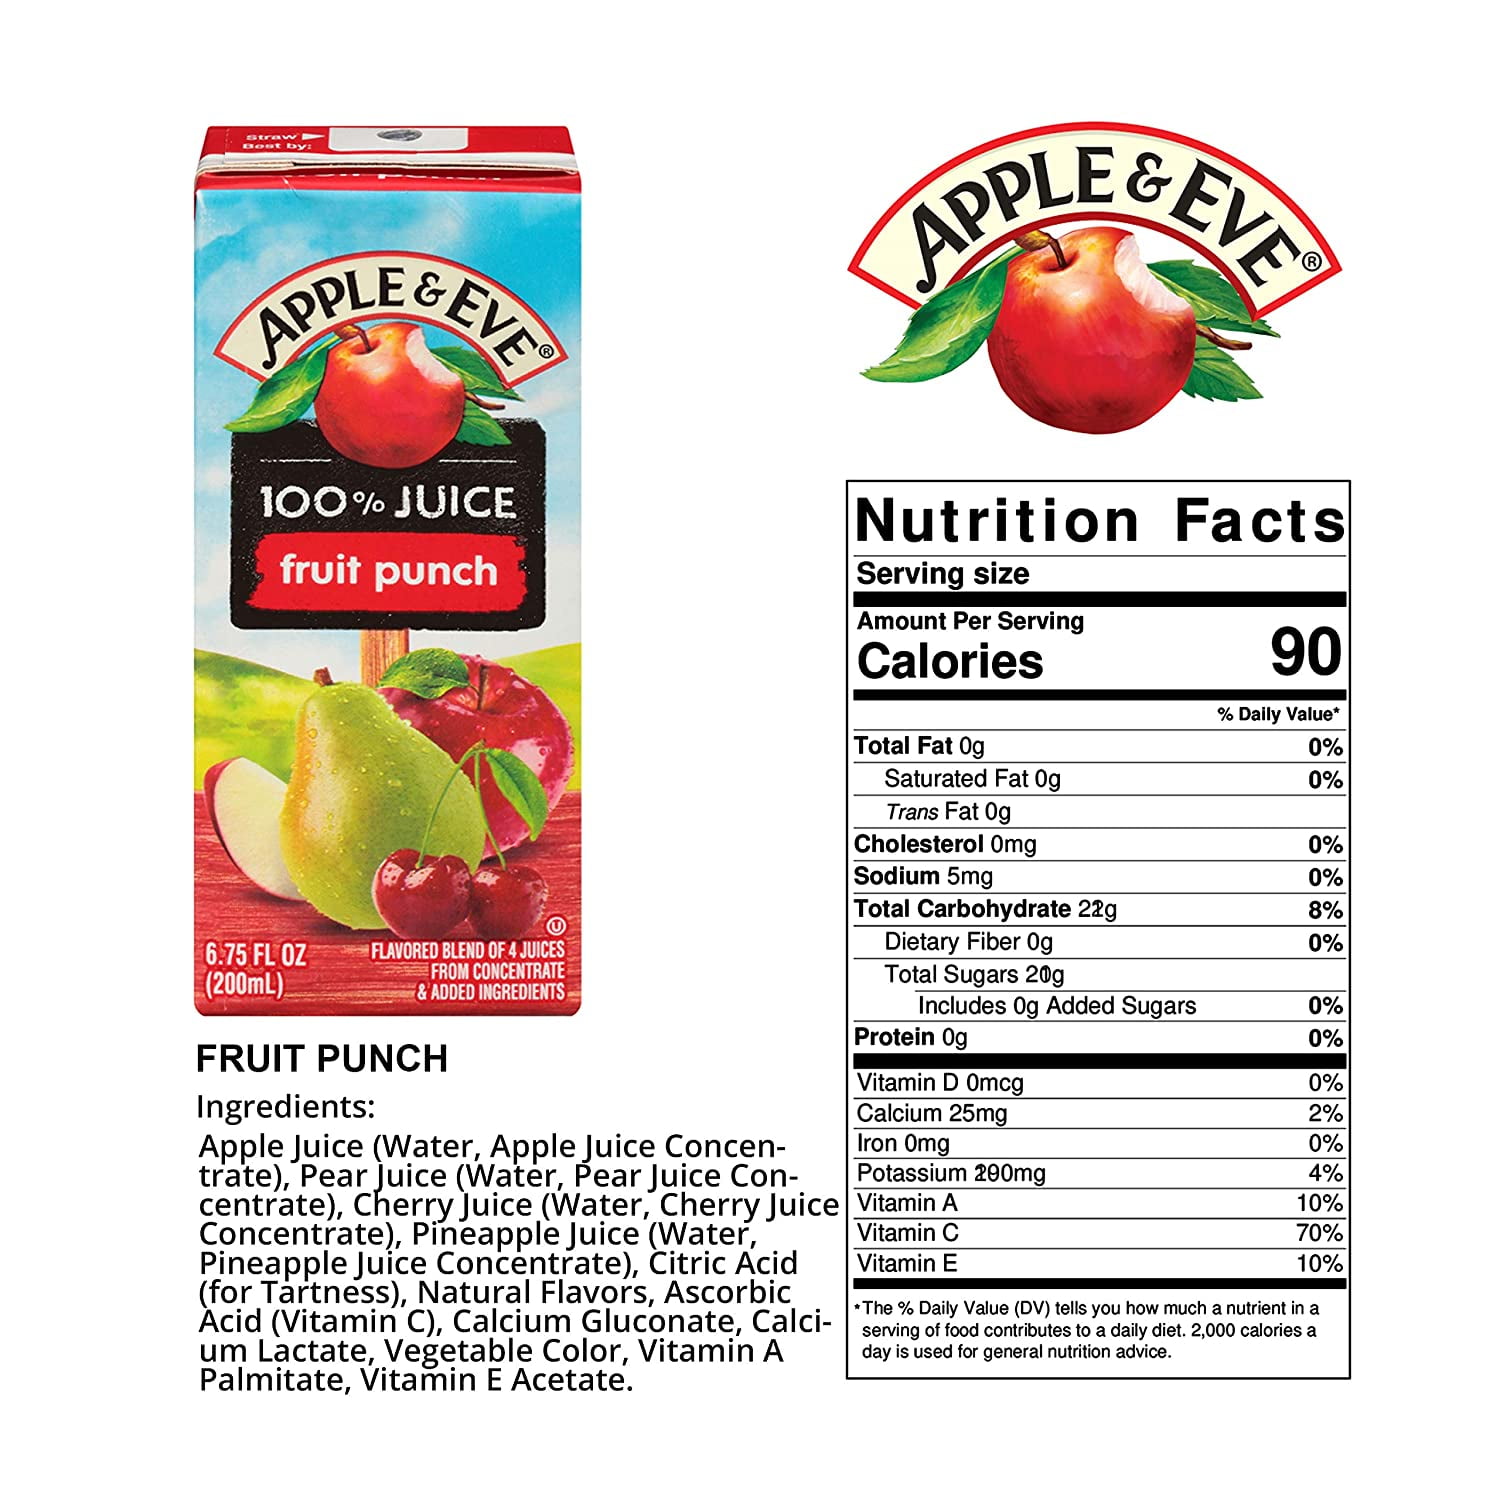 Straw
Best by:
APPLE & EVE®
100% JUICE
fruit punch
6.75 FL OZ
(200mL)
U
FLAVORED BLEND OF 4 JUICES
FROM CONCENTRATE
& ADDED INGREDIENTS
FRUIT PUNCH
Ingredients:
Apple Juice (Water, Apple Juice Concen-
trate), Pear Juice (Water, Pear Juice Con-
centrate), Cherry Juice (Water, Cherry Juice
Concentrate), Pineapple Juice (Water,
Pineapple Juice Concentrate), Citric Acid
(for Tartness), Natural Flavors, Ascorbic
Acid (Vitamin C), Calcium Gluconate, Calci-
um Lactate, Vegetable Color, Vitamin A
Palmitate, Vitamin E Acetate.
APPLE & EVE®
Nutrition Facts
Serving size
Amount Per Serving
Calories 90
% Daily Value*
Total Fat 0g 0%
Saturated Fat 0g 0%
Trans Fat 0g
Cholesterol 0mg 0%
Sodium 5mg 0%
Total Carbohydrate 8%
Dietary Fiber 0g 0%
Total Sugars
Includes 0g Added Sugars 0%
Protein 0g 0%
Vitamin D 0mcg 0%
Calcium 25mg 2%
Iron 0mg 0%
Potassium 4%
Vitamin A 10%
Vitamin C 70%
Vitamin E 10%
*The % Daily Value (DV) tells you how much a nutrient in a
serving of food contributes to a daily diet. 2,000 calories a
day is used for general nutrition advice.